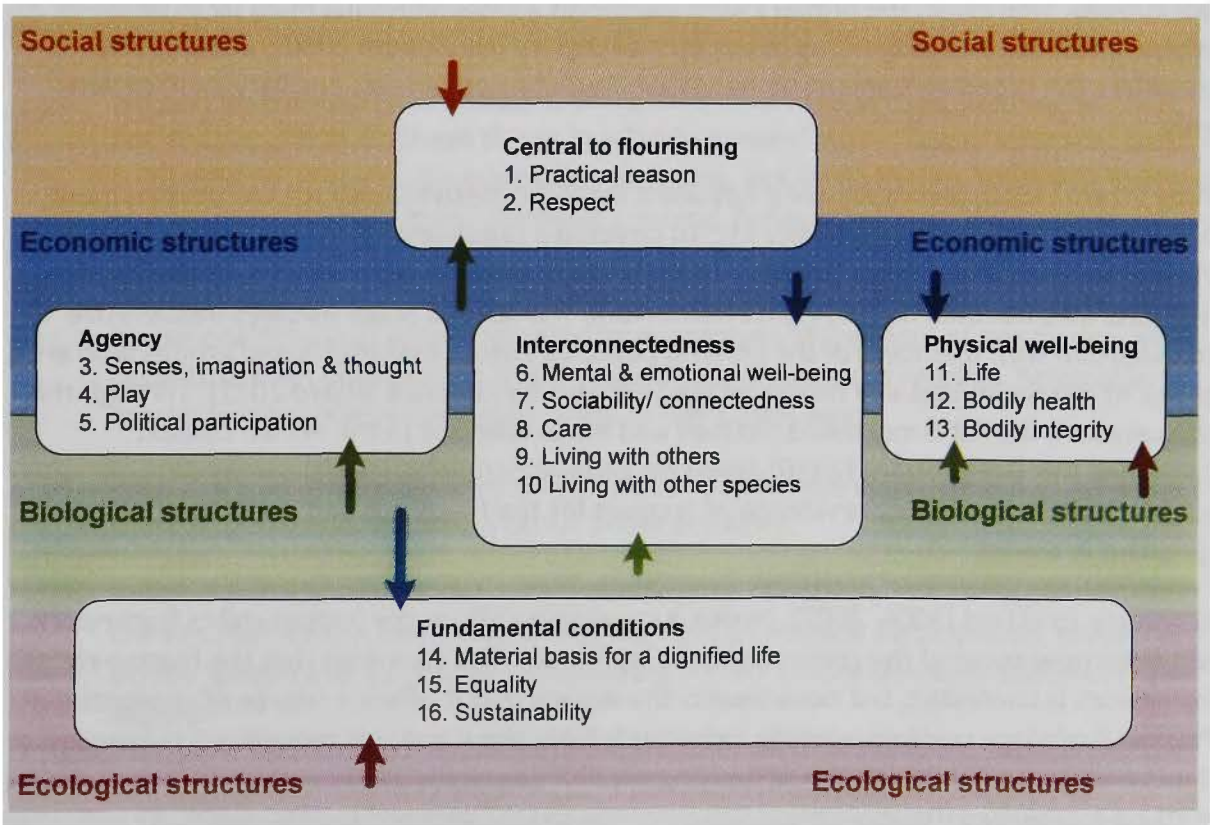 Social structures
Social structures
Central to flourishing
1. Practical reason
2. Respect
Economic structures
Economic structures
Agency
3. Senses, imagination & thought
4. Play
5. Political participation
Interconnectedness
6. Mental & emotional well-being
7. Sociability/ connectedness
8. Care
9. Living with others
10 Living with other species
Physical well-being
11. Life
12. Bodily health
13. Bodily integrity
Biological structures
Biological structures
Fundamental conditions
14. Material basis for a dignified life
15. Equality
16. Sustainability
Ecological structures
Ecological structures